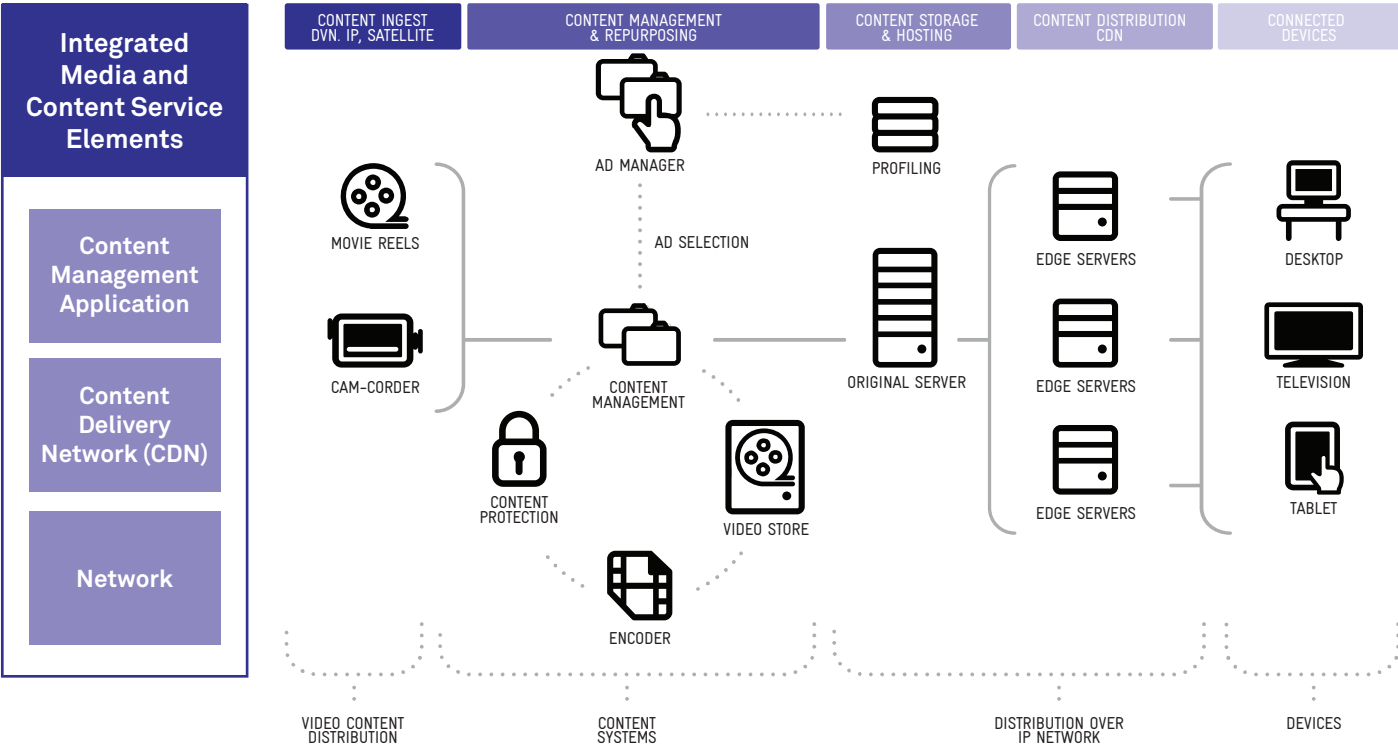 Integrated
Media and
Content Service
Elements
Content
Management
Application
Content
Delivery
Network (CDN)
Network
CONTENT INGEST
DVN. IP, SATELLITE
CONTENT MANAGEMENT
& REPURPOSING
CONTENT STORAGE
& HOSTING
CONTENT DISTRIBUTION
CDN
CONNECTED
DEVICES
AD MANAGER
PROFILING
MOVIE REELS
AD SELECTION
EDGE SERVERS
DESKTOP
CAM-CORDER
CONTENT
MANAGEMENT
ORIGINAL SERVER
EDGE SERVERS
TELEVISION
CONTENT
PROTECTION
VIDEO STORE
EDGE SERVERS
TABLET
ENCODER
VIDEO CONTENT
DISTRIBUTION
CONTENT
SYSTEMS
DISTRIBUTION OVER
IP NETWORK
DEVICES